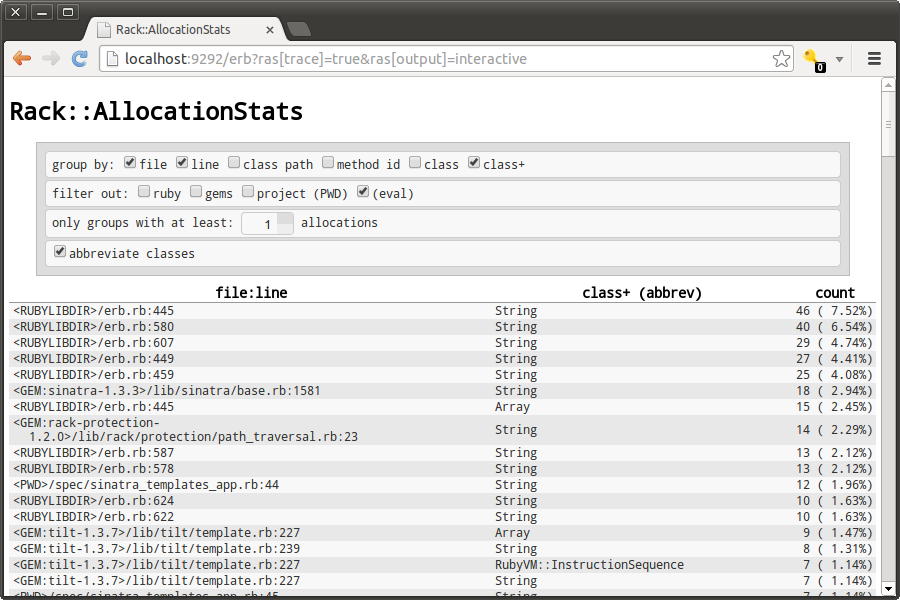 Rack::AllocationStats
localhost:9292/erb?ras[trace]=true&ras[output]=interactive
0
Rack::AllocationStats
group by: file line class path method id class class+
filter out: ruby gems project (PWD) (eval)
only groups with at least: 1 allocations
abbreviate classes
file:line class+ (abbrev) count
<RUBYLIBDIR>/erb.rb:445 String 46 ( 7.52%)
<RUBYLIBDIR>/erb.rb:580 String 40 ( 6.54%)
<RUBYLIBDIR>/erb.rb:607 String 29 ( 4.74%)
<RUBYLIBDIR>/erb.rb:449 String 27 ( 4.41%)
<RUBYLIBDIR>/erb.rb:459 String 25 ( 4.08%)
<GEM:sinatra-1.3.3>/lib/sinatra/base.rb:1581 String 18 ( 2.94%)
<RUBYLIBDIR>/erb.rb:445 Array 15 ( 2.45%)
<GEM:rack-protection-
1.2.0>/lib/rack/protection/path_traversal.rb:23 String 14 ( 2.29%)
<RUBYLIBDIR>/erb.rb:587 String 13 ( 2.12%)
<RUBYLIBDIR>/erb.rb:578 String 13 ( 2.12%)
<PWD>/spec/sinatra_templates_app.rb:44 String 12 ( 1.96%)
<RUBYLIBDIR>/erb.rb:624 String 10 ( 1.63%)
<RUBYLIBDIR>/erb.rb:622 String 10 ( 1.63%)
<GEM:tilt-1.3.7>/lib/tilt/template.rb:227 Array 9 ( 1.47%)
<GEM:tilt-1.3.7>/lib/tilt/template.rb:239 String 8 ( 1.31%)
<GEM:tilt-1.3.7>/lib/tilt/template.rb:227 RubyVM::InstructionSequence 7 ( 1.14%)
<GEM:tilt-1.3.7>/lib/tilt/template.rb:227 String 7 ( 1.14%)
<PWD>/spec/sinatra_templates_app.rb:45 String 7 ( 1.14%)